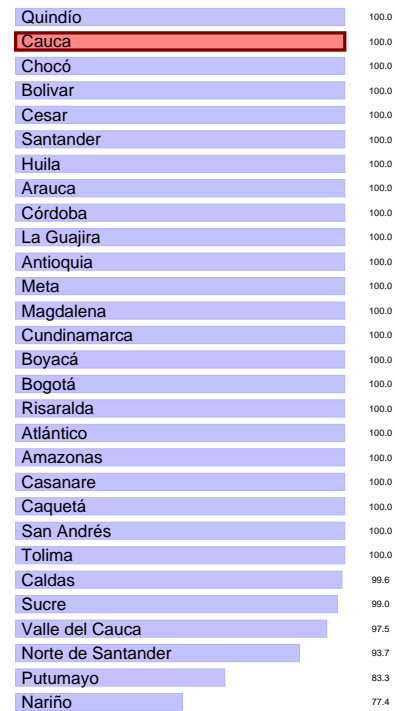 Quindío 100.0
Cauca 100.0
Chocó 100.0
Bolivar 100.0
Cesar 100.0
Santander 100.0
Huila 100.0
Arauca 100.0
Córdoba 100.0
La Guajira 100.0
Antioquia 100.0
Meta 100.0
Magdalena 100.0
Cundinamarca 100.0
Boyacá 100.0
Bogotá 100.0
Risaralda 100.0
Atlántico 100.0
Amazonas 100.0
Casanare 100.0
Caquetá 100.0
San Andrés 100.0
Tolima 100.0
Caldas 99.6
Sucre 99.0
Valle del Cauca 97.5
Norte de Santander 93.7
Putumayo 83.3
Nariño 77.4